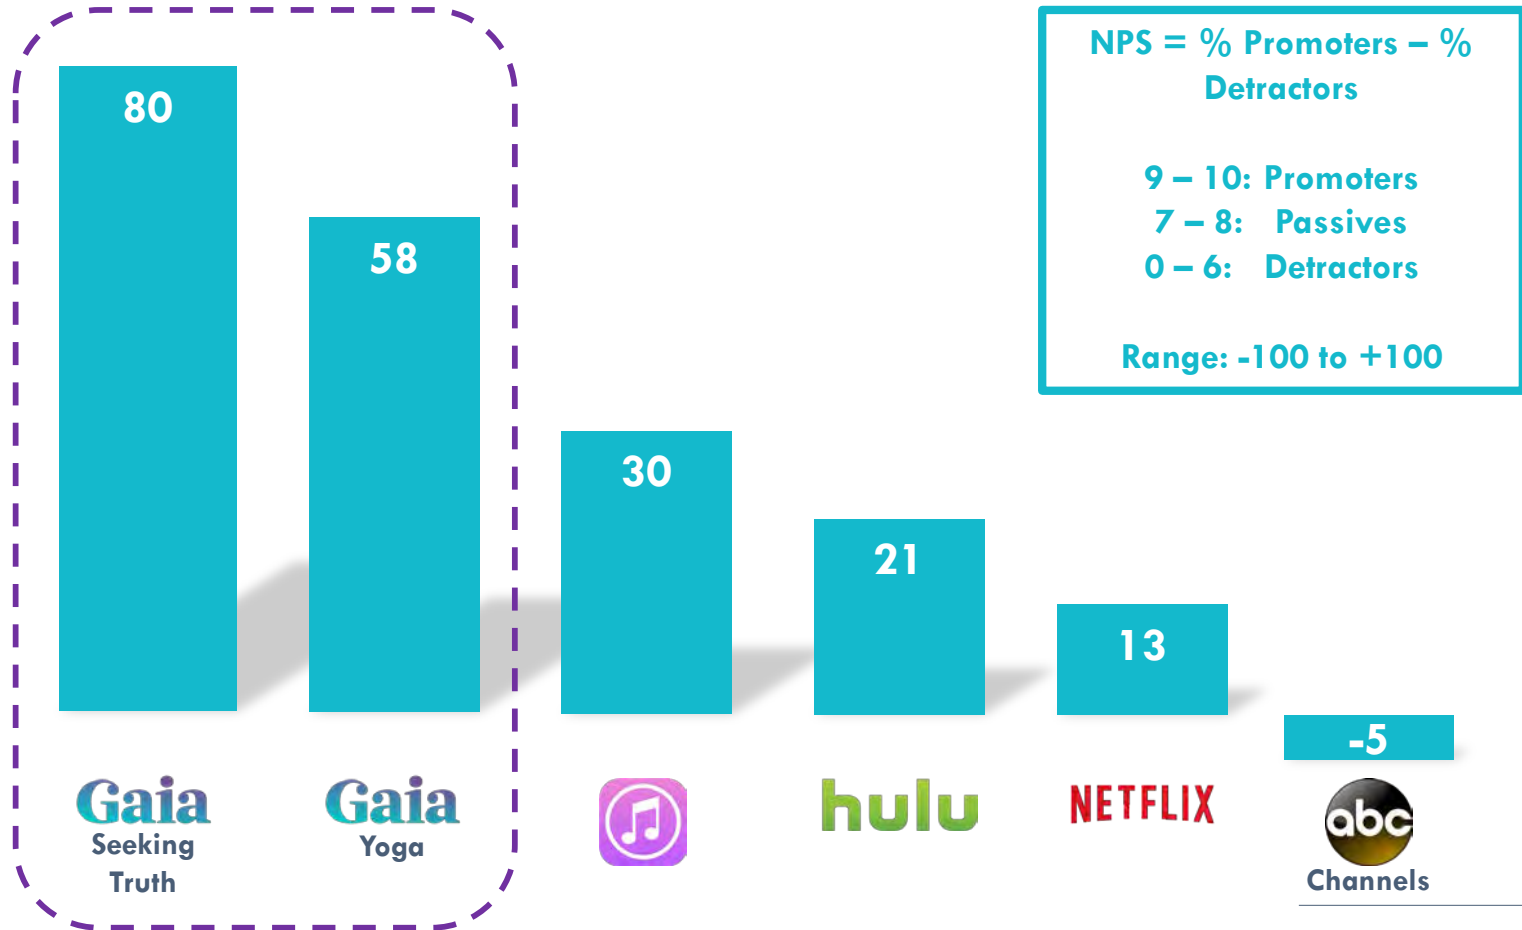 NPS = % Promoters – %
Detractors
9 – 10: Promoters
7 – 8: Passives
0 – 6: Detractors
Range: -100 to +100
80
58
30
21
13
-5
Gaia
Seeking
Truth
Gaia
Yoga
hulu
NETFLIX
abc
Channels